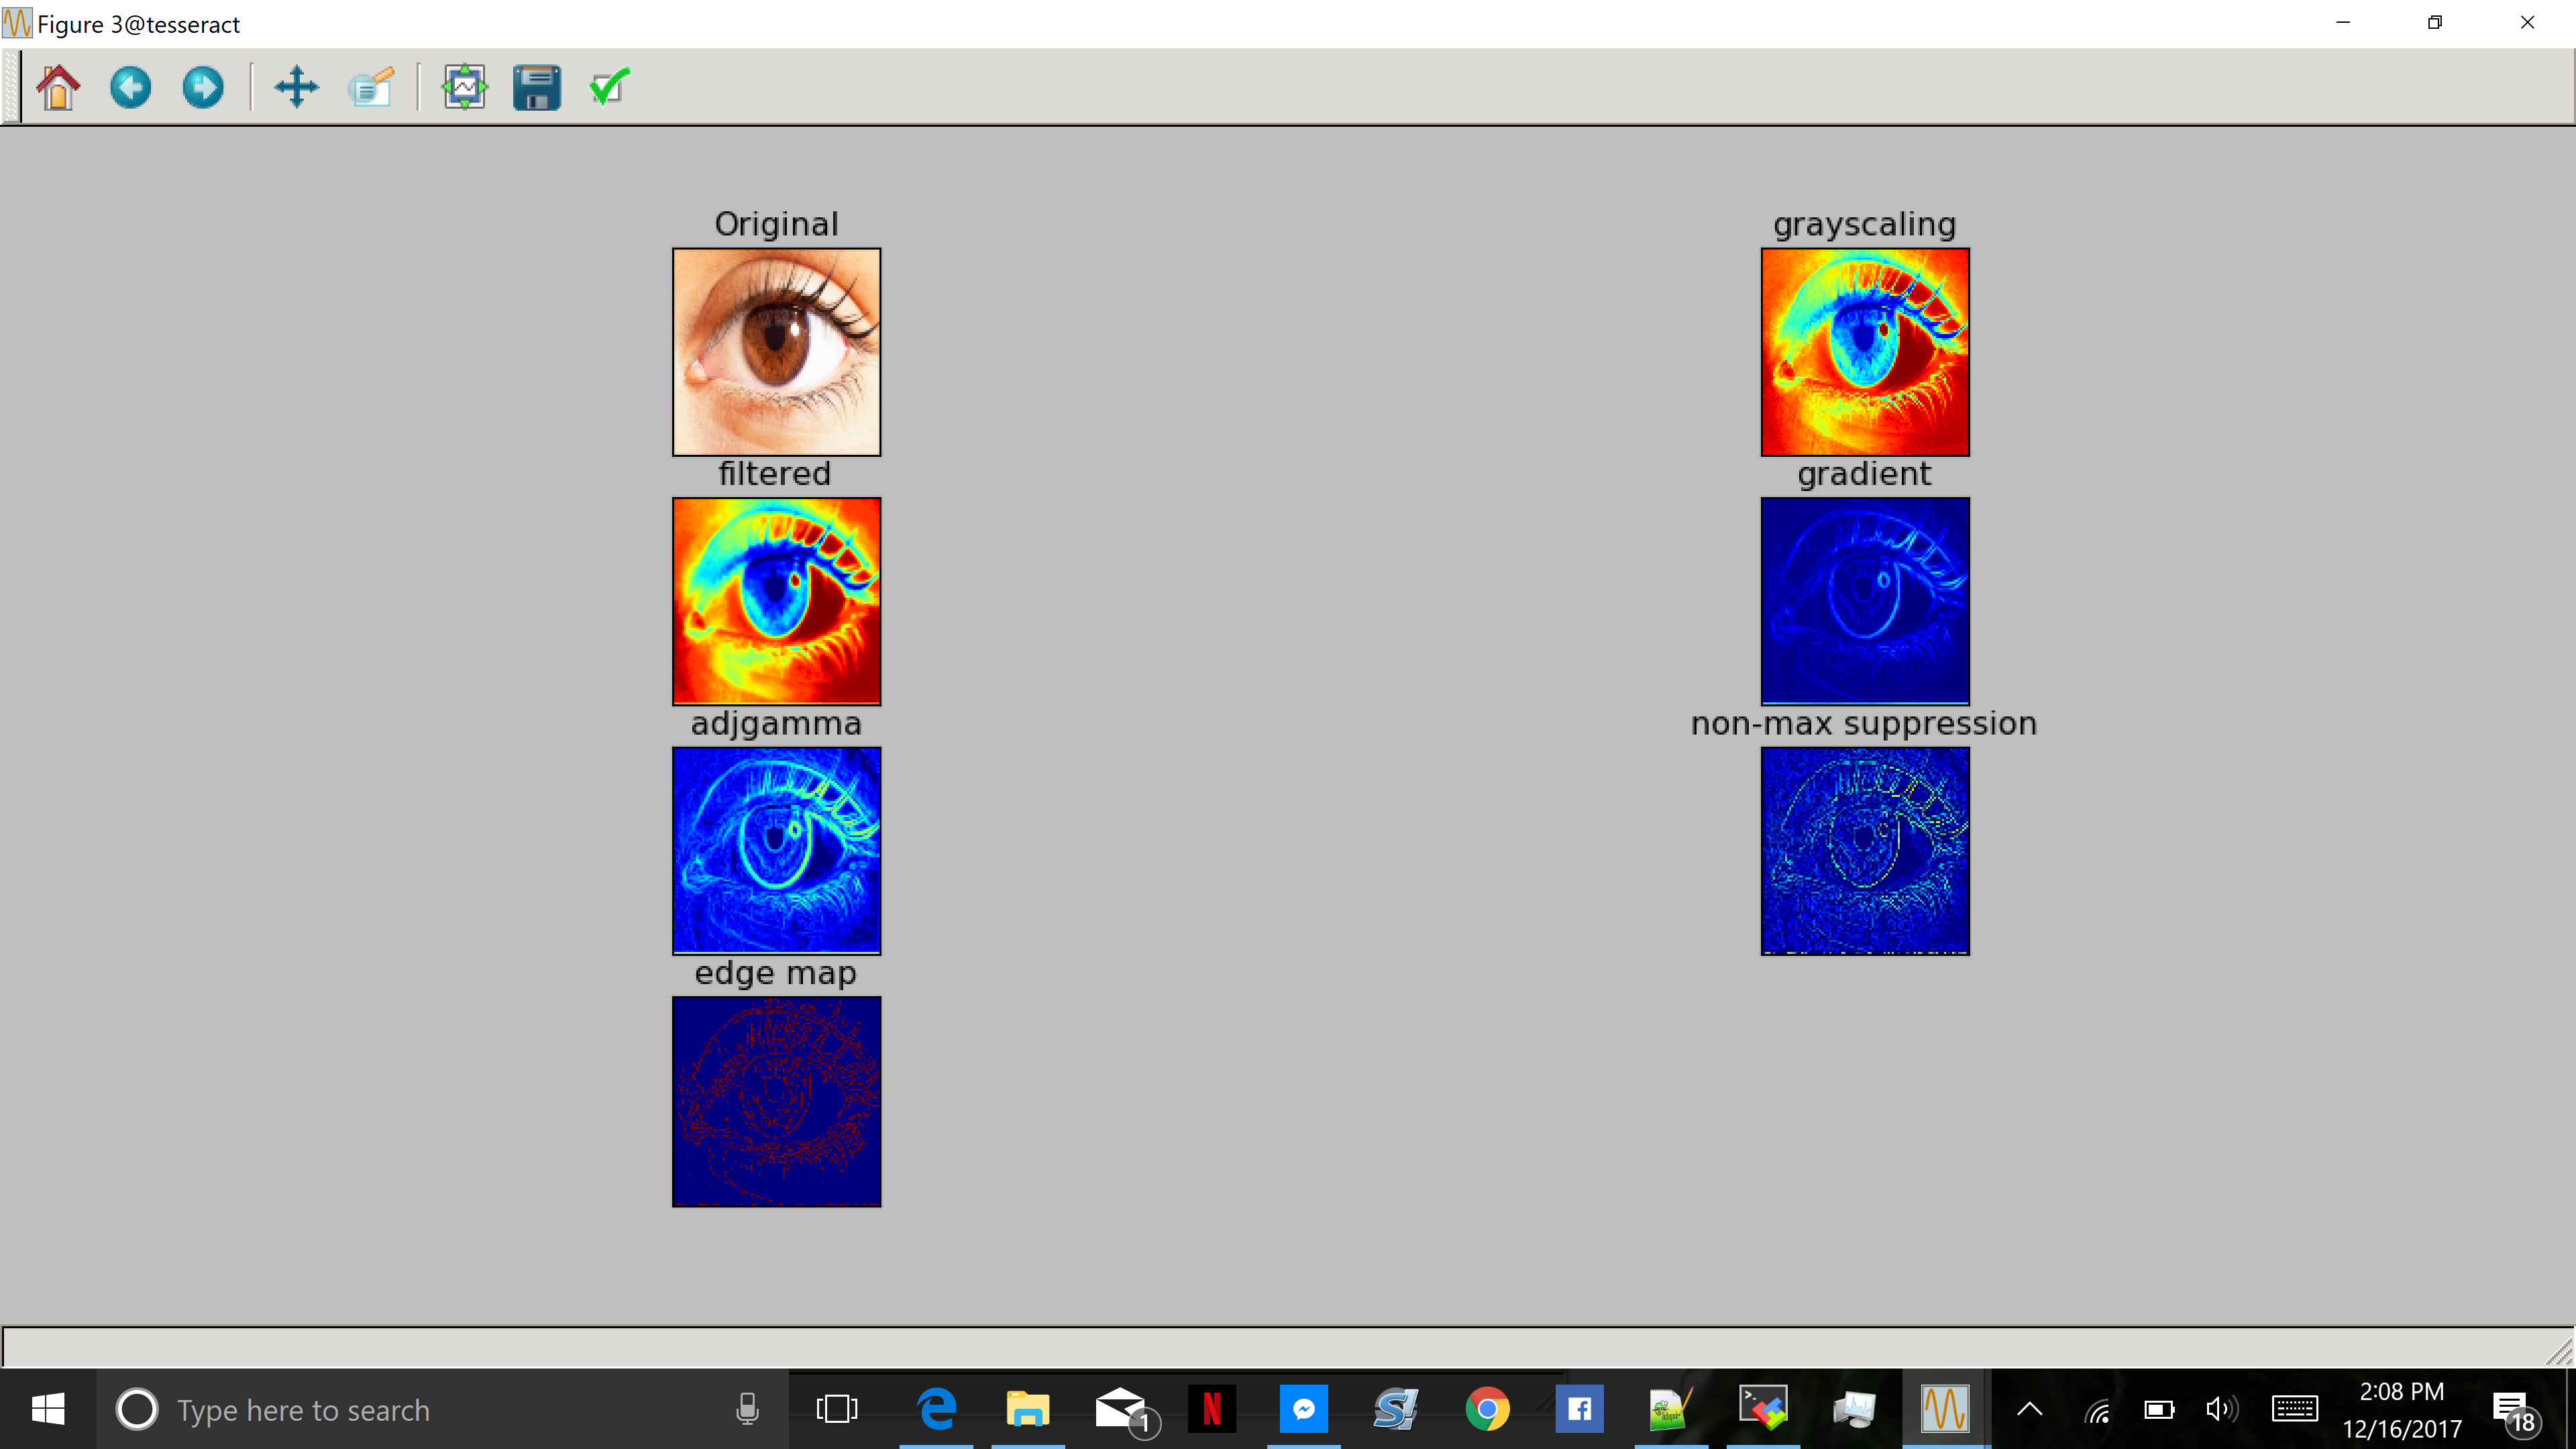 Figure 3@tesseract
Original
grayscaling
filtered
gradient
adjgamma
non-max suppression
edge map
Type here to search
1
2:08 PM
12/16/2017
18